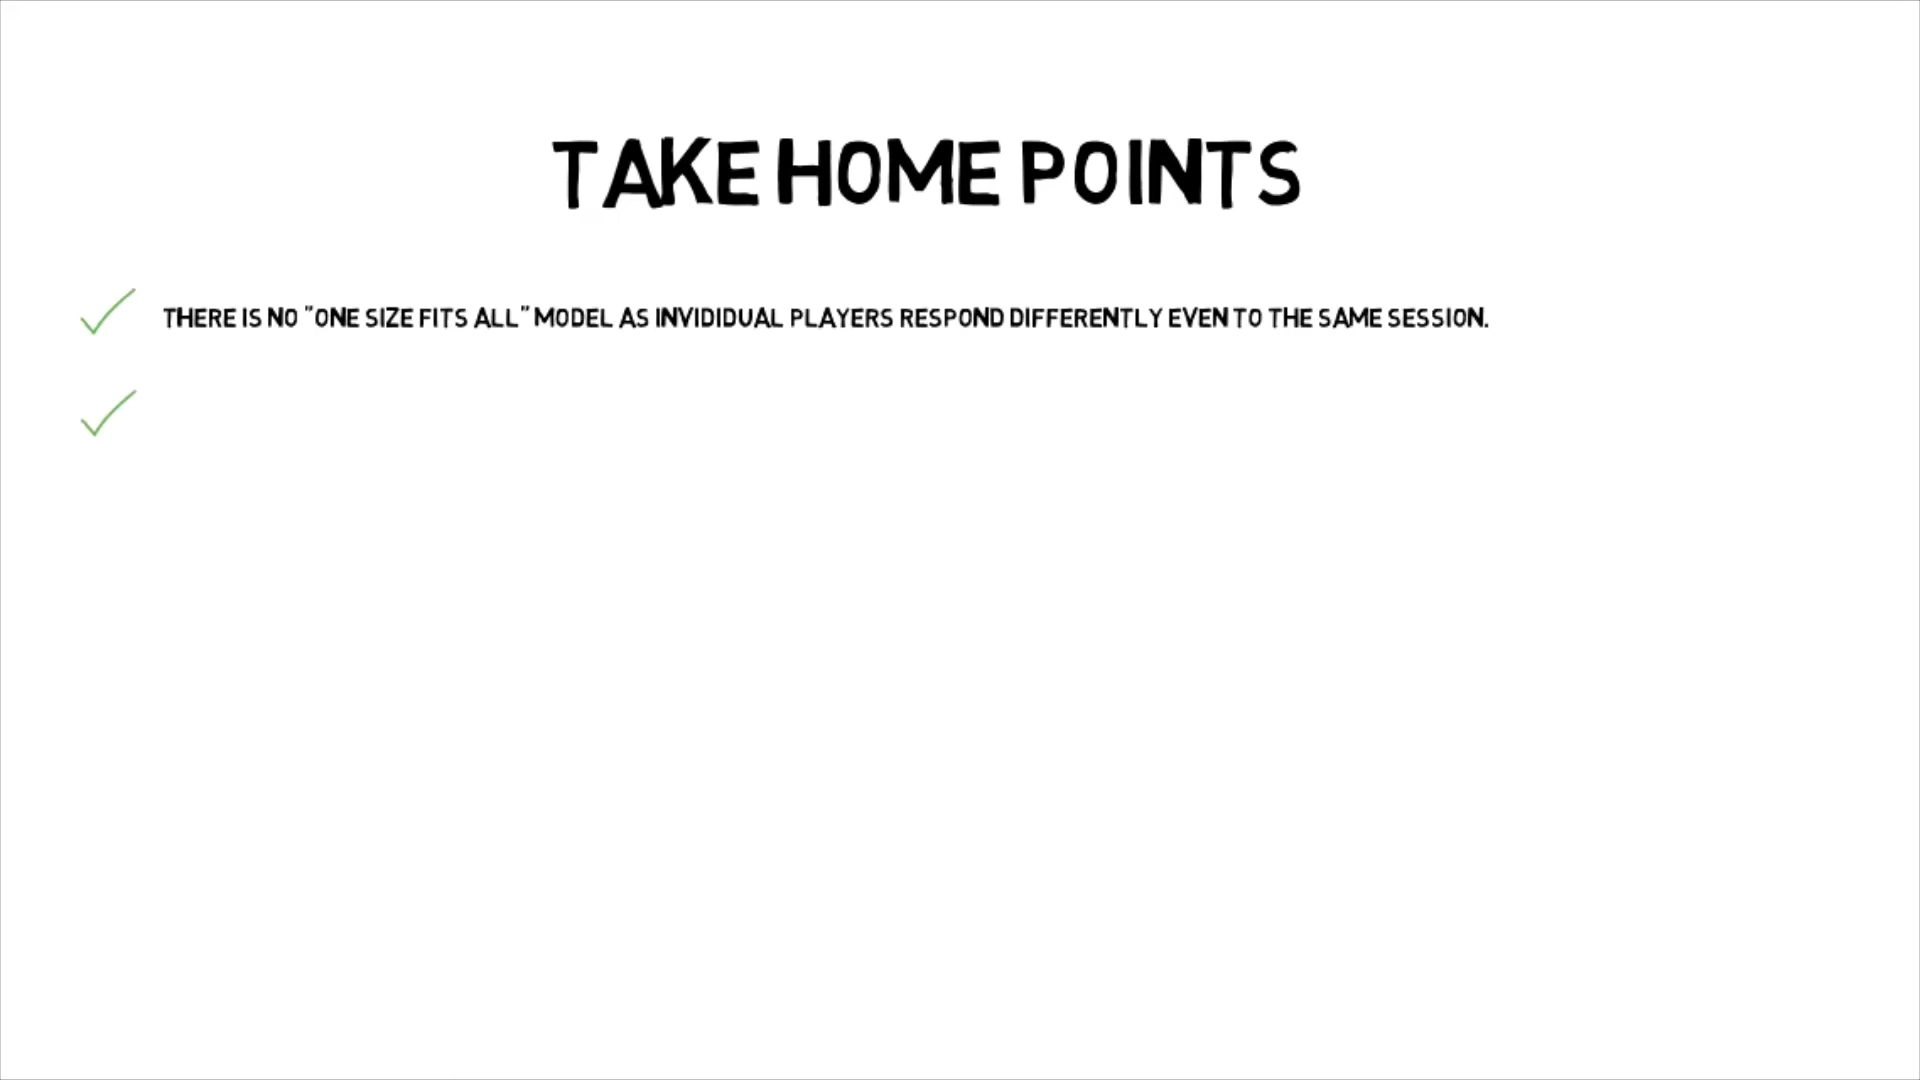 TAKE HOME POINTS
THERE IS NO "ONE SIZE FITS ALL" MODEL AS INVIDIDUAL PLAYERS RESPOND DIFFERENTLY EVEN TO THE SAME SESSION.